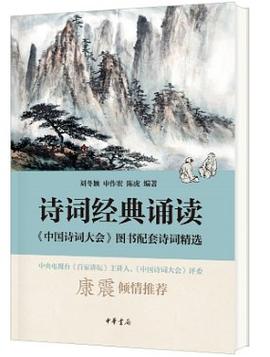 刘冬颖 申作宏 陈虎 编著
诗词经典诵读
《中国诗词大会》图书配套诗词精选
中央电视台《百家讲坛》主讲人、《中国诗词大会》评委
康震倾情推荐
中华书局